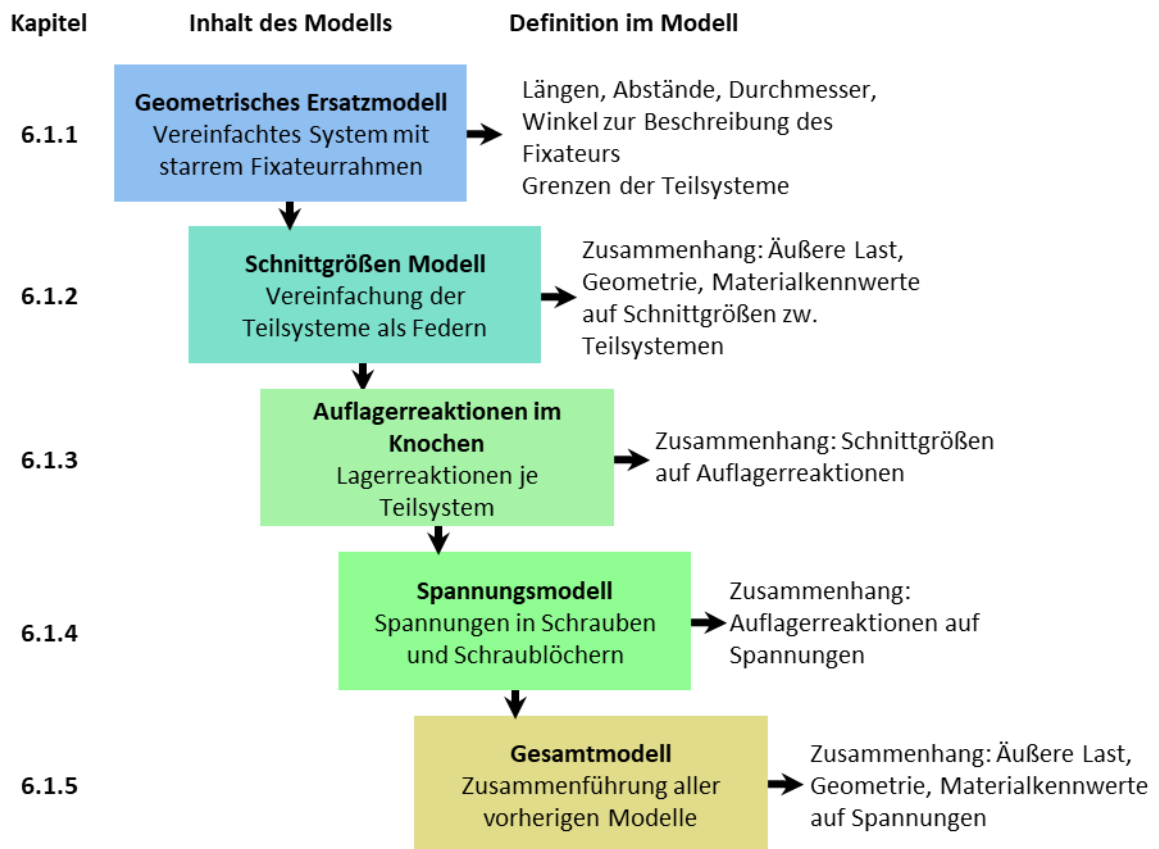 Kapitel
Inhalt des Modells
Definition im Modell
6.1.1
Geometrisches Ersatzmodell
Vereinfachtes System mit
starrem Fixateurrahmen
Längen, Abstände, Durchmesser,
Winkel zur Beschreibung des
Fixateurs
Grenzen der Teilsysteme
6.1.2
Schnittgrößen Modell
Vereinfachung der
Teilsysteme als Federn
Zusammenhang: Äußere Last,
Geometrie, Materialkennwerte
auf Schnittgrößen zw.
Teilsystemen
6.1.3
Auflagerreaktionen im
Knochen
Lagerreaktionen je
Teilsystem
Zusammenhang: Schnittgrößen
auf Auflagerreaktionen
6.1.4
Spannungsmodell
Spannungen in Schrauben
und Schraublöchern
Zusammenhang:
Auflagerreaktionen auf
Spannungen
6.1.5
Gesamtmodell
Zusammenführung aller
vorherigen Modelle
Zusammenhang: Äußere Last,
Geometrie, Materialkennwerte
auf Spannungen